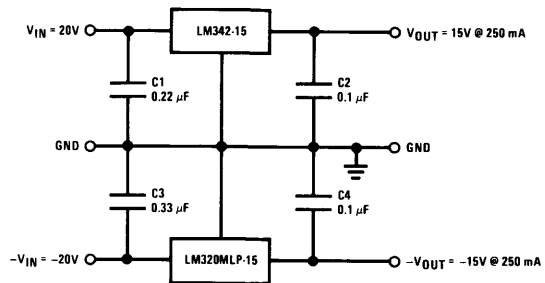 V_IN = 20V
LM342-15
V_OUT = 15V @ 250 mA
C1
0.22 μF
C2
0.1 μF
GND
GND
C3
0.33 μF
C4
0.1 μF
-V_IN = -20V
LM320MLP-15
-V_OUT = -15V @ 250 mA